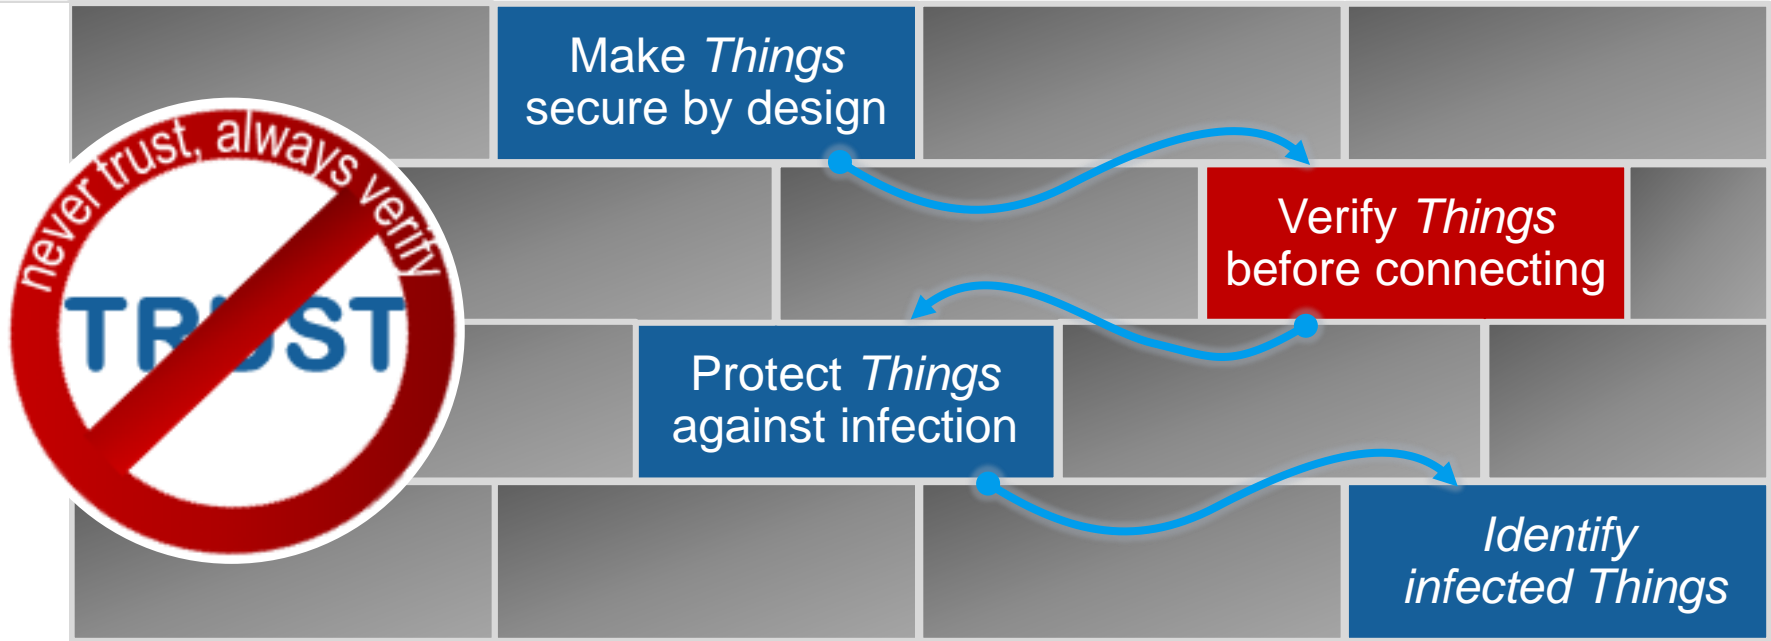 never trust, always verify
TRUST
Make Things
secure by design
Verify Things
before connecting
Protect Things
against infection
Identify
infected Things